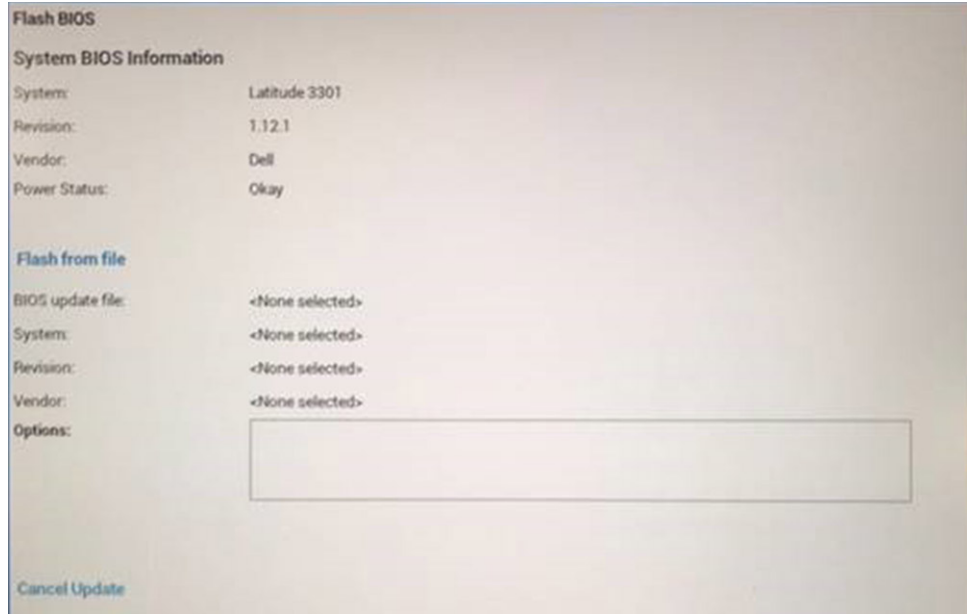 Flash BIOS
System BIOS Information
System: Latitude 3301
Revision: 1.12.1
Vendor: Dell
Power Status: Okay
Flash from file
BIOS update file: <None selected>
System: <None selected>
Revision: <None selected>
Vendor: <None selected>
Options:
Cancel Update